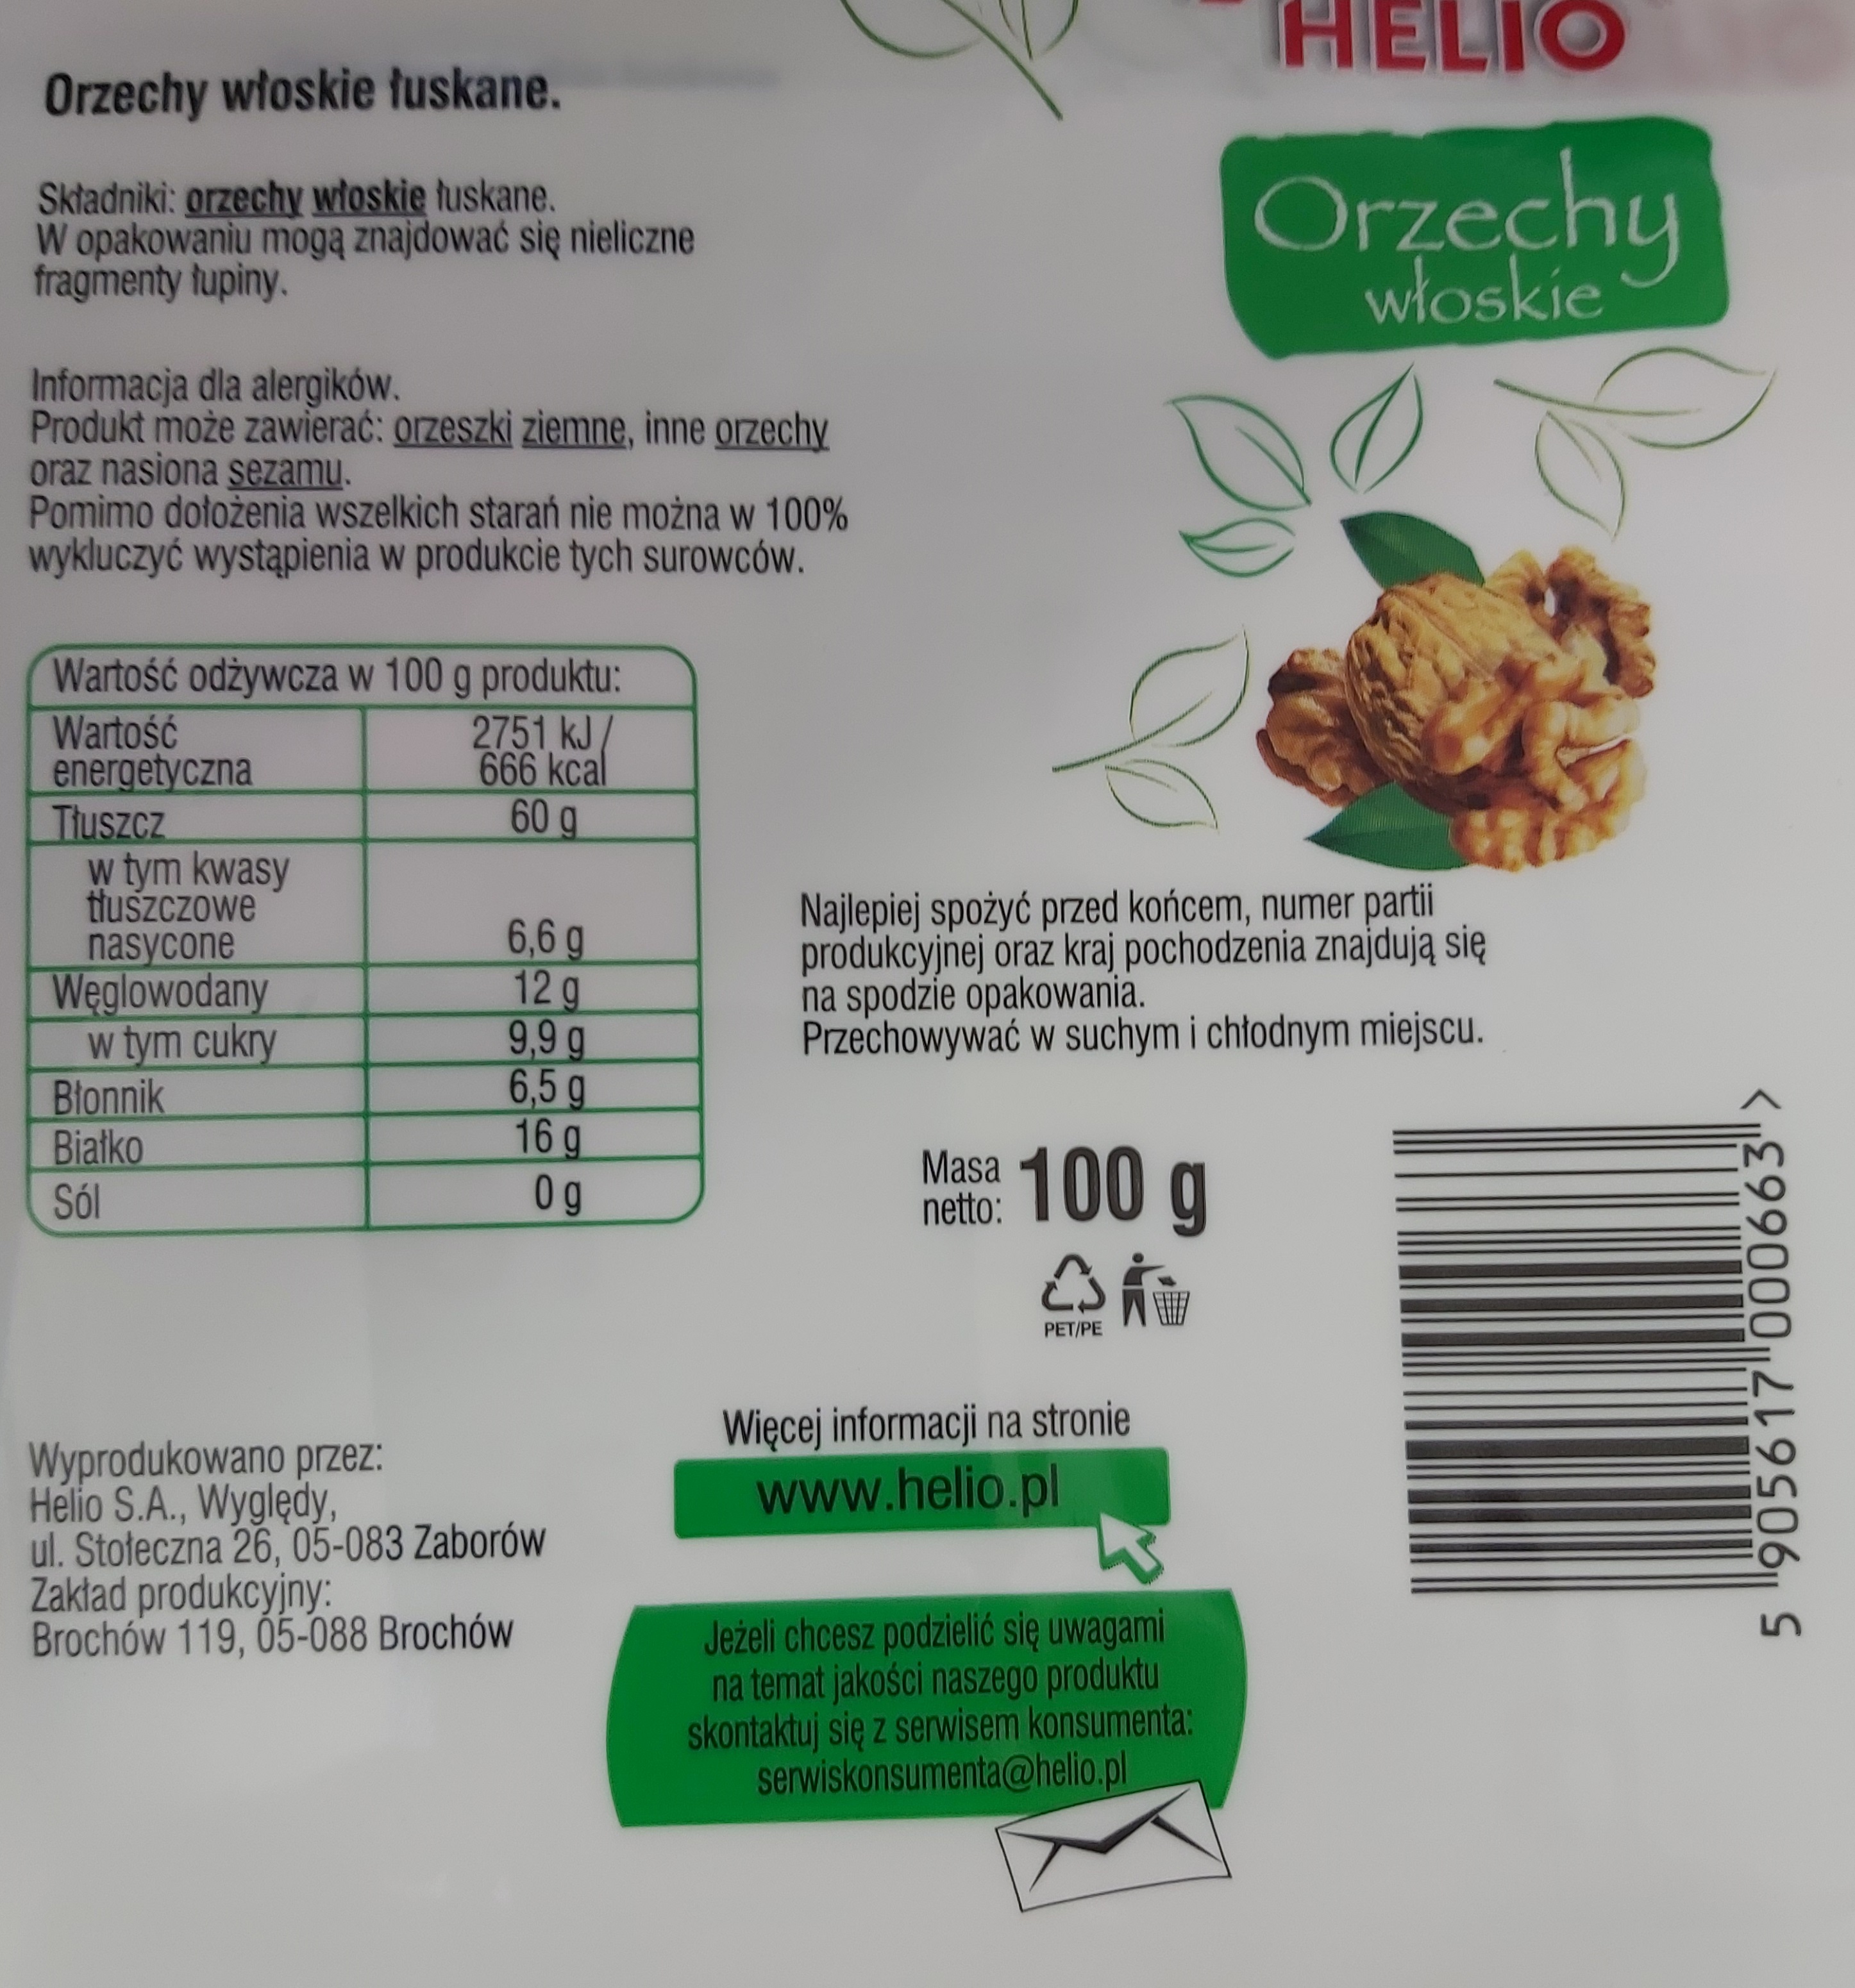 HELIO
Orzechy włoskie łuskane.
Składniki: orzechy włoskie łuskane.
W opakowaniu mogą znajdować się nieliczne
fragmenty łupiny.
Informacja dla alergików.
Produkt może zawierać: orzeszki ziemne, inne orzechy
oraz nasiona sezamu.
Pomimo dołożenia wszelkich starań nie można w 100%
wykluczyć wystąpienia w produkcie tych surowców.
Orzechy
włoskie
Wartość odżywcza w 100 g produktu:
Wartość 2751 kJ /
energetyczna 666 kcal
Tłuszcz 60 g
w tym kwasy
tłuszczowe
nasycone 6,6 g
Węglowodany 12 g
w tym cukry 9,9 g
Błonnik 6,5 g
Białko 16 g
Sól 0 g
Najlepiej spożyć przed końcem, numer partii
produkcyjnej oraz kraj pochodzenia znajdują się
na spodzie opakowania.
Przechowywać w suchym i chłodnym miejscu.
Masa
netto: 100 g
PET/PE
5 905617 000663 >
Wyprodukowano przez:
Helio S.A., Wyględy,
ul. Stołeczna 26, 05-083 Zaborów
Zakład produkcyjny:
Brochów 119, 05-088 Brochów
Więcej informacji na stronie
www.helio.pl
Jeżeli chcesz podzielić się uwagami
na temat jakości naszego produktu
skontaktuj się z serwisem konsumenta:
serwiskonsumenta@helio.pl